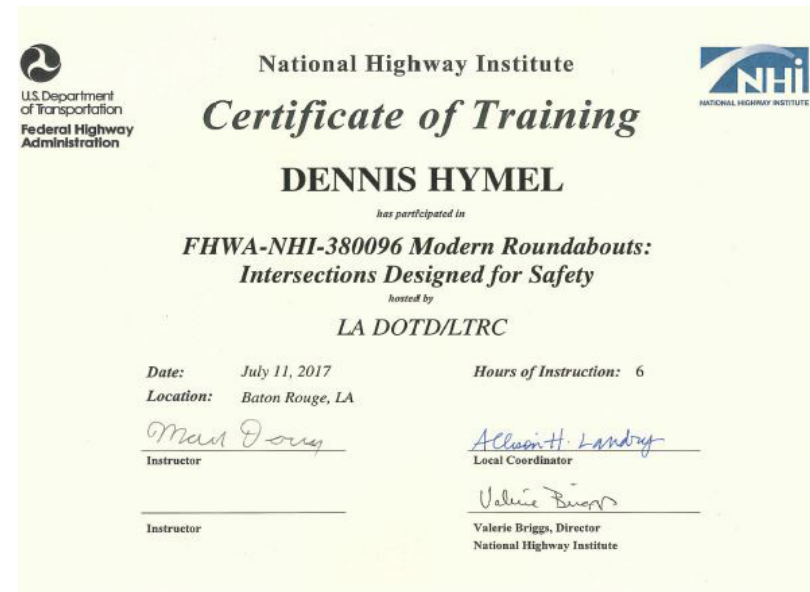 U.S. Department
of Transportation
Federal Highway
Administration
National Highway Institute
NHi
NATIONAL HIGHWAY INSTITUTE
Certificate of Training
DENNIS HYMEL
has participated in
FHWA-NHI-380096 Modern Roundabouts:
Intersections Designed for Safety
hosted by
LA DOTD/LTRC
Date: July 11, 2017
Hours of Instruction: 6
Location: Baton Rouge, LA
Instructor
Allison H. Landry
Local Coordinator
Valerie Briggs
Instructor
Valerie Briggs, Director
National Highway Institute